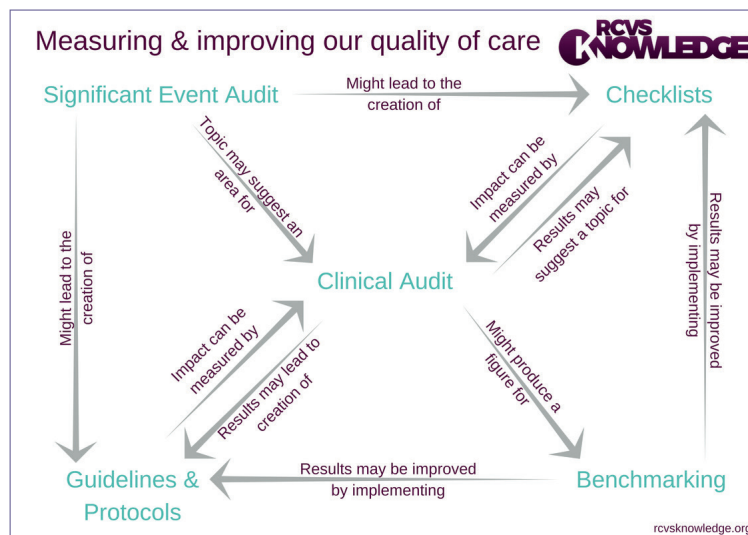 Measuring & improving our quality of care
RCVS
KNOWLEDGE
Significant Event Audit
Might lead to the
creation of
Checklists
Topic may suggest an
area for
Impact can be
measured by
Results may
suggest a topic for
Might lead to the
creation of
Results may be improved
by implementing
Clinical Audit
Impact can be
measured by
Results may lead to
creation of
Might produce a
figure for
Guidelines &
Protocols
Results may be improved
by implementing
Benchmarking
rcvsknowledge.org